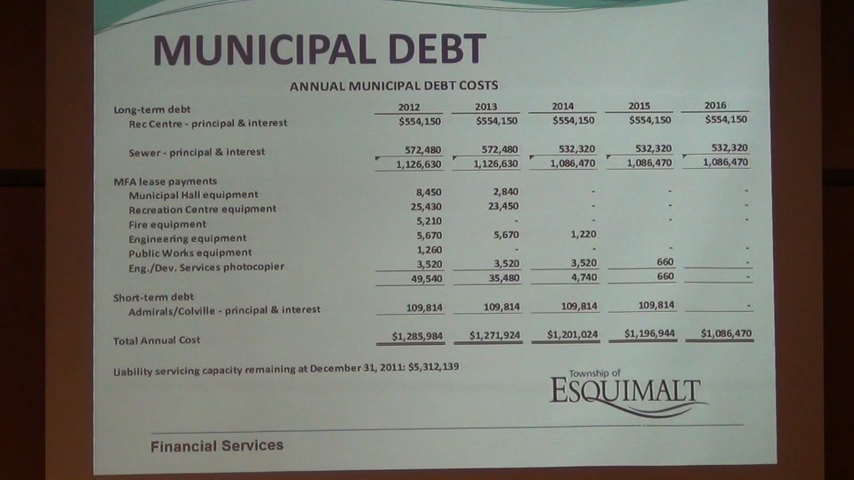 MUNICIPAL DEBT
ANNUAL MUNICIPAL DEBT COSTS
Long-term debt 2012 2013 2014 2015 2016
Rec Centre - principal & interest $554,150 $554,150 $554,150 $554,150 $554,150
Sewer - principal & interest 572,480 572,480 532,320 532,320 532,320
1,126,630 1,126,630 1,086,470 1,086,470 1,086,470
MFA lease payments
Municipal Hall equipment 8,450 2,840 - - -
Recreation Centre equipment 25,430 23,450 - - -
Fire equipment 5,210 - - - -
Engineering equipment 5,670 5,670 1,220 - -
Public Works equipment 1,260 - - - -
Eng./Dev. Services photocopier 3,520 3,520 3,520 660 -
49,540 35,480 4,740 660 -
Short-term debt
Admirals/Colville - principal & interest 109,814 109,814 109,814 109,814 -
Total Annual Cost $1,285,984 $1,271,924 $1,201,024 $1,196,944 $1,086,470
Liability servicing capacity remaining at December 31, 2011: $5,312,139
Township of
ESQUIMALT
Financial Services